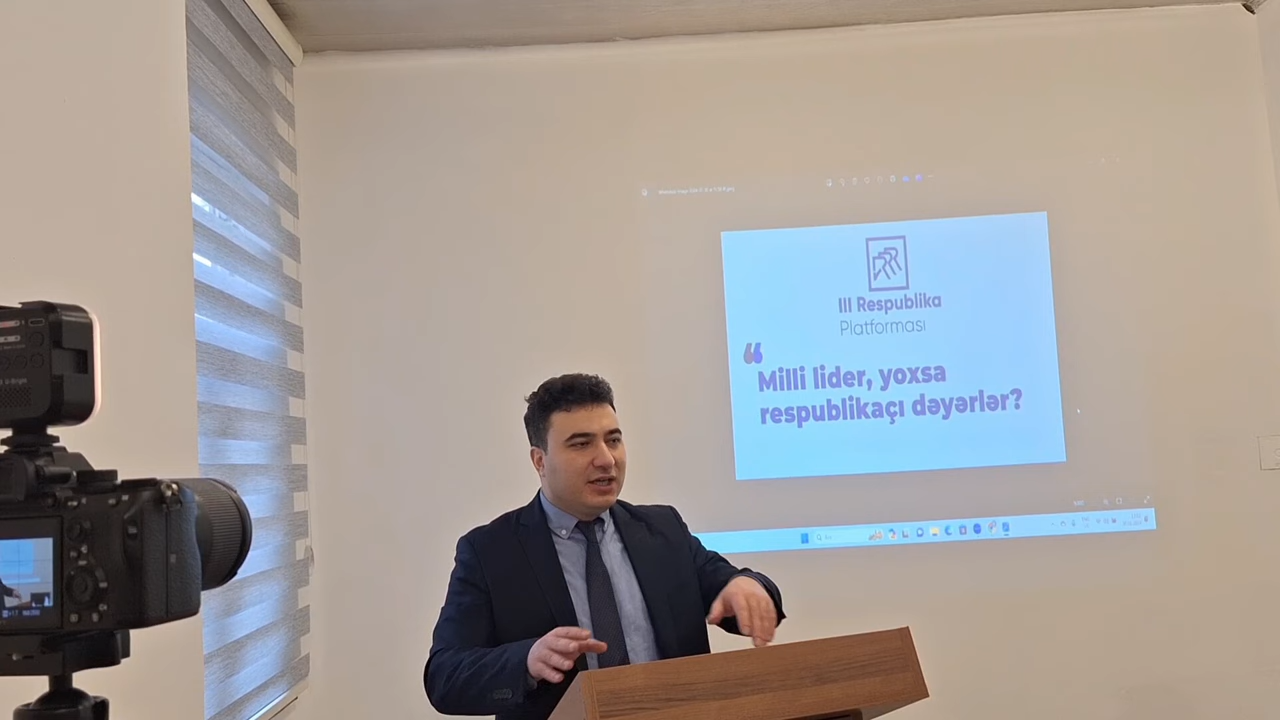 III Respublika
Platforması
“Milli lider, yoxsa
respublikaçı dəyərlər?